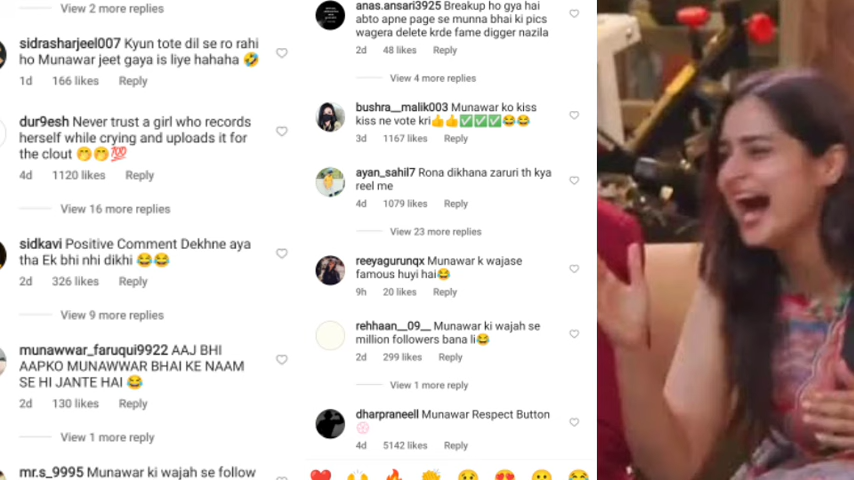 View 2 more replies
sidrasharjeel007 Kyun tote dil se ro rahi
ho Munawar jeet gaya is liye hahaha 🤣
1d 166 likes Reply
dur9esh Never trust a girl who records
herself while crying and uploads it for
the clout 🤭🤭💯
4d 1120 likes Reply
View 16 more replies
sidkavi Positive Comment Dekhne aya
tha Ek bhi nhi dikhi 😂😂
2d 326 likes Reply
View 9 more replies
munawwar_faruqui9922 AAJ BHI
AAPKO MUNAWWAR BHAI KE NAAM
SE HI JANTE HAI 😂
2d 130 likes Reply
View 1 more reply
mr.s_9995 Munawar ki wajah se follow
anas.ansari3925 Breakup ho gya hai
abto apne page se munna bhai ki pics
wagera delete krde fame digger nazila
2d 48 likes Reply
View 4 more replies
bushra__malik003 Munawar ko kiss
kiss ne vote kri👍👍✅✅✅😂😂
3d 1167 likes Reply
ayan_sahil7 Rona dikhana zaruri th kya
reel me
4d 1079 likes Reply
View 23 more replies
reeyagurunqx Munawar k wajase
famous huyi hai😂
9h 20 likes Reply
rehhaan__09__ Munawar ki wajah se
million followers bana li😂
2d 299 likes Reply
View 1 more reply
dharpraneell Munawar Respect Button
💮
4d 5142 likes Reply
❤️🙌🔥👏😢😍😮😂